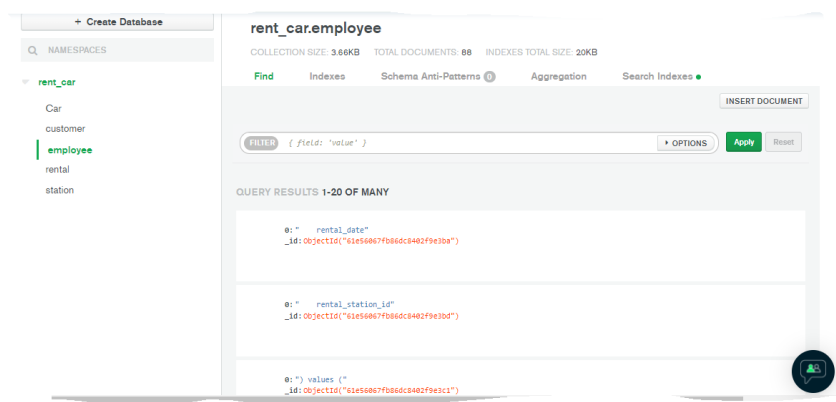 + Create Database
NAMESPACES
rent_car
Car
customer
employee
rental
station
rent_car.employee
COLLECTION SIZE: 3.66KB TOTAL DOCUMENTS: 88 INDEXES TOTAL SIZE: 20KB
Find Indexes Schema Anti-Patterns 0 Aggregation Search Indexes
INSERT DOCUMENT
FILTER { field: 'value' } OPTIONS Apply Reset
QUERY RESULTS 1-20 OF MANY
0: " rental_date"
_id: ObjectId("61e56067fb86dc8402f9e3ba")
0: " rental_station_id"
_id: ObjectId("61e56067fb86dc8402f9e3bd")
0: ") values ("
_id: ObjectId("61e56067fb86dc8402f9e3c1")